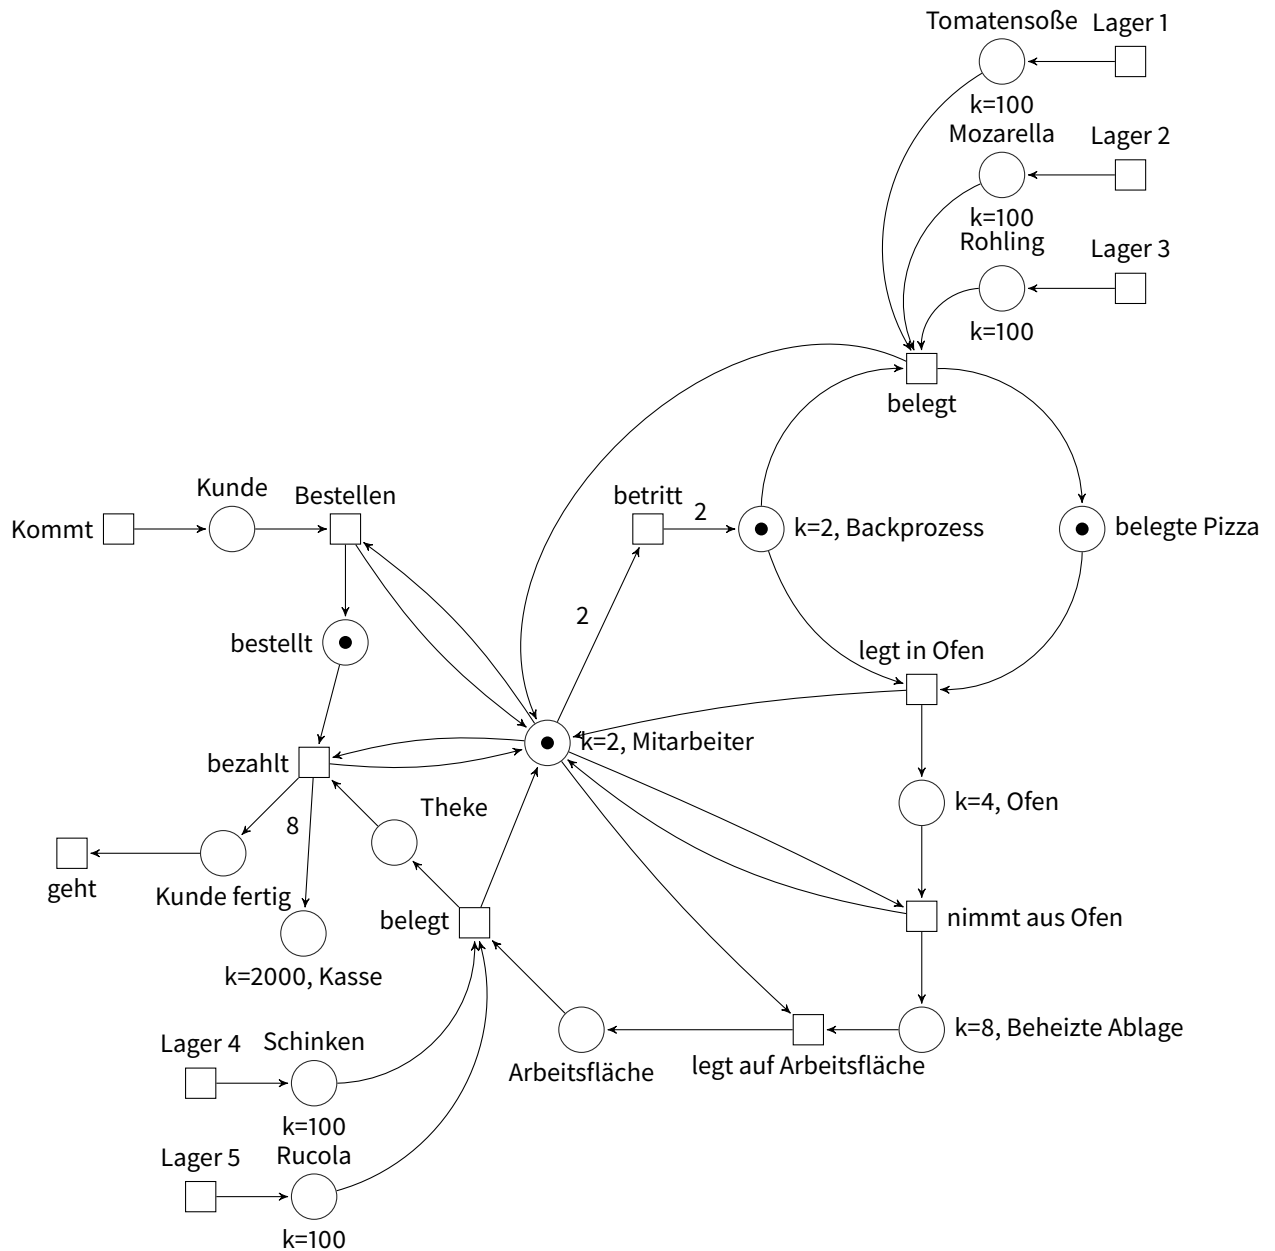 Tomatensoße
Lager 1
k=100
Mozarella
Lager 2
k=100
Rohling
Lager 3
k=100
belegt
Kunde
Bestellen
betritt
2
Kommt
k=2, Backprozess
belegte Pizza
2
bestellt
legt in Ofen
k=2, Mitarbeiter
bezahlt
Theke
k=4, Ofen
8
geht
Kunde fertig
belegt
nimmt aus Ofen
k=2000, Kasse
k=8, Beheizte Ablage
Lager 4
Schinken
Arbeitsfläche
legt auf Arbeitsfläche
k=100
Lager 5
Rucola
k=100